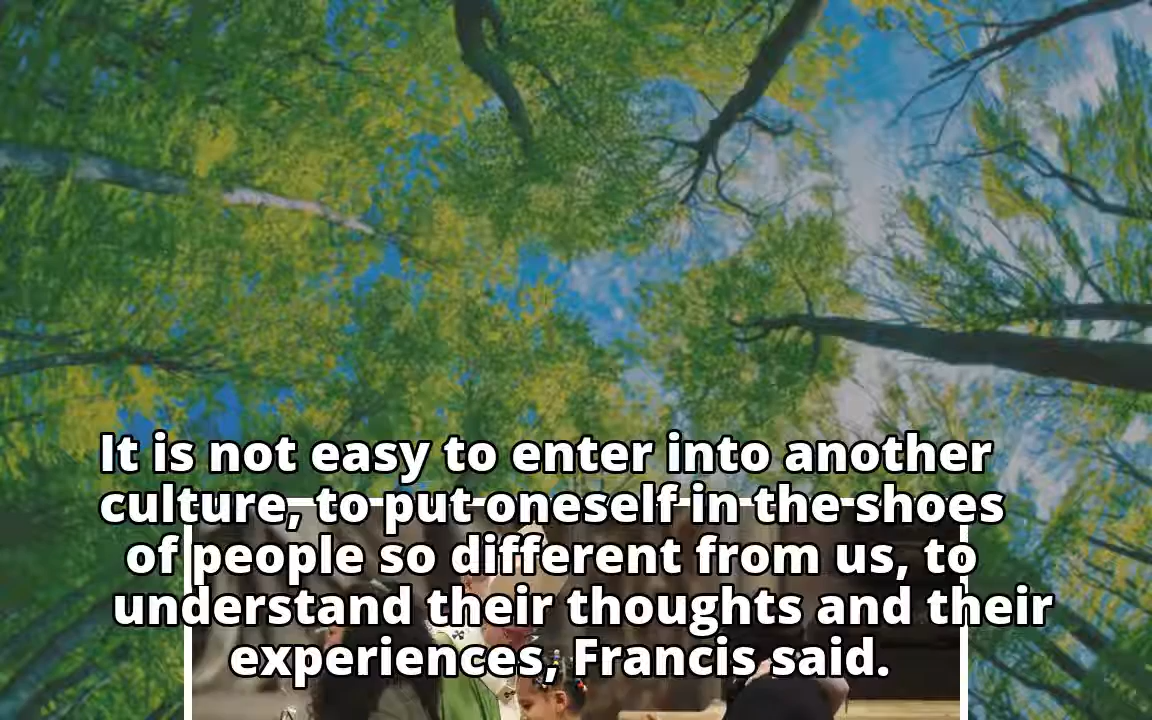 It is not easy to enter into another
culture, to put oneself in the shoes
of people so different from us, to
understand their thoughts and their
experiences, Francis said.